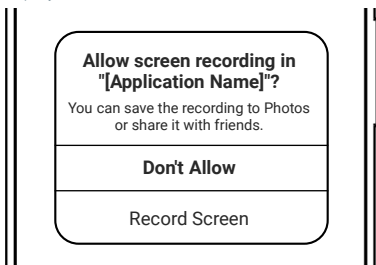 Allow screen recording in
"[Application Name]"?
You can save the recording to Photos
or share it with friends.
Don't Allow
Record Screen